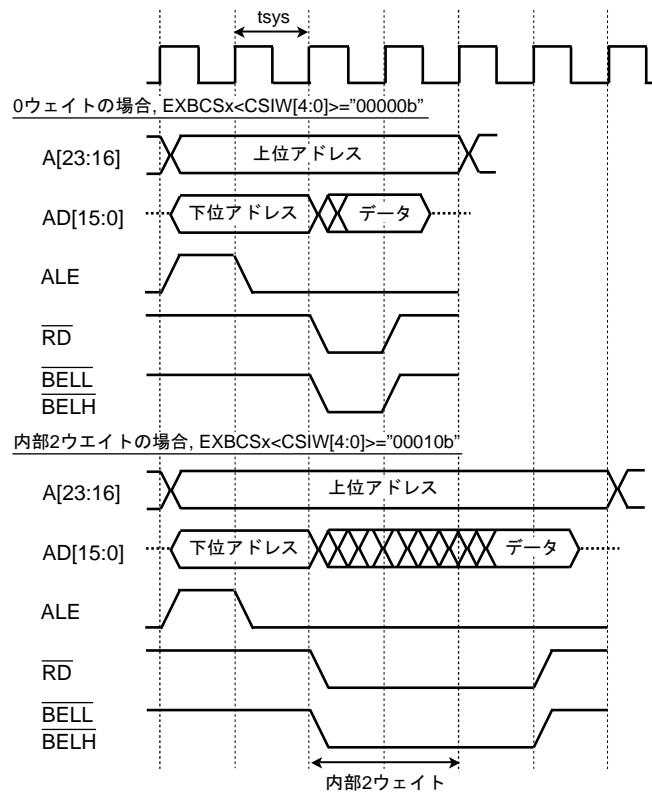 tsys
0ウェイトの場合, EXBCSx<CSIW[4:0]>="00000b"
A[23:16]
上位アドレス
AD[15:0]
下位アドレス
データ
ALE
RD
BELL
BELH
内部2ウエイトの場合, EXBCSx<CSIW[4:0]>="00010b"
A[23:16]
上位アドレス
AD[15:0]
下位アドレス
データ
ALE
RD
BELL
BELH
内部2ウェイト